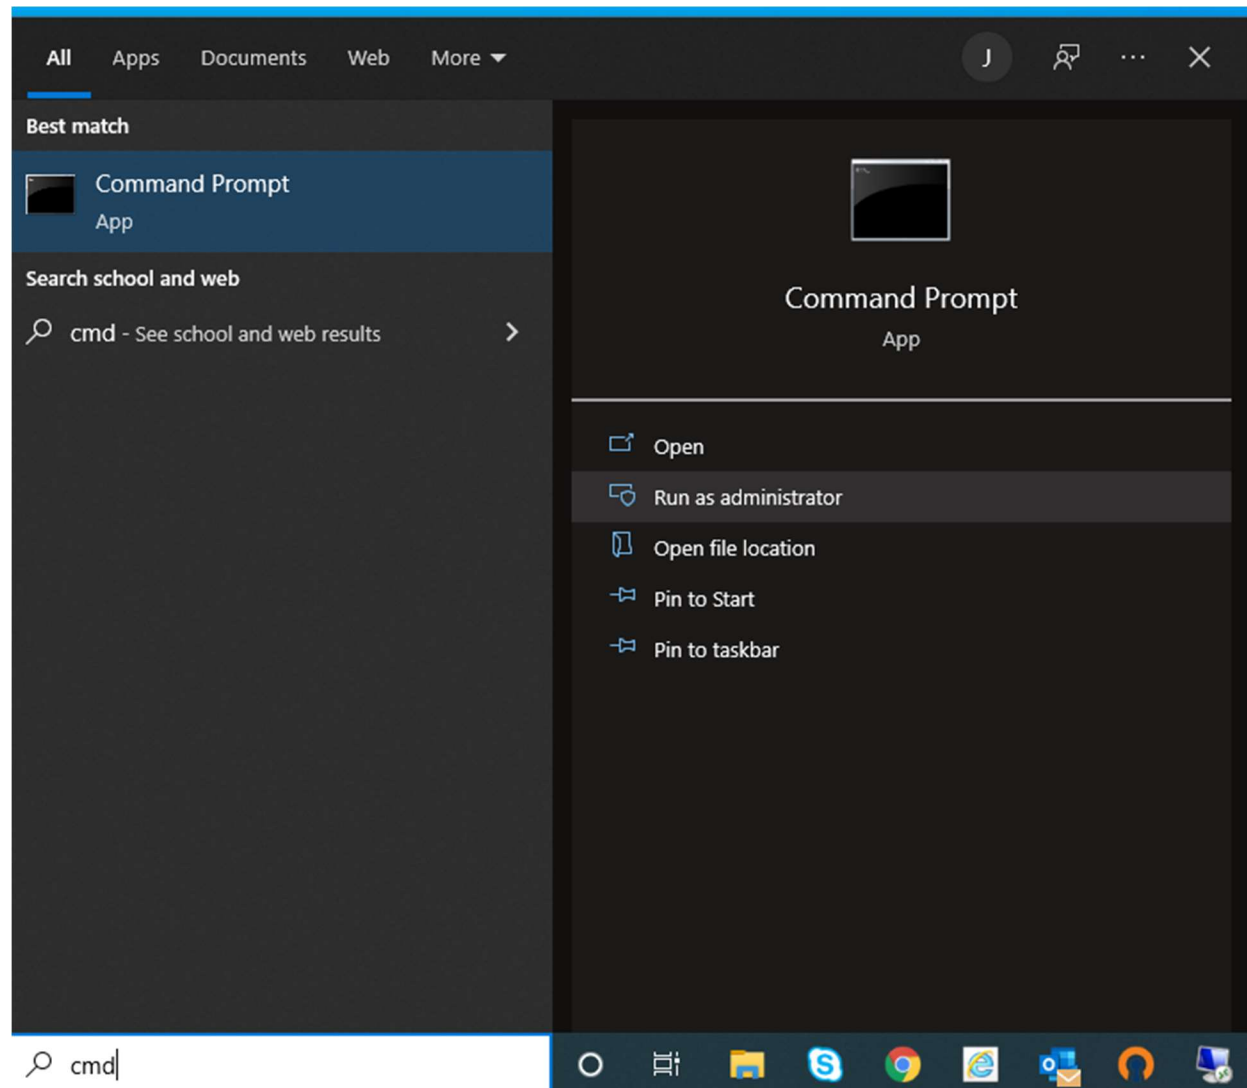 All Apps Documents Web More J ...
Best match
Command Prompt
App
Search school and web
cmd - See school and web results
Command Prompt
App
Open
Run as administrator
Open file location
Pin to Start
Pin to taskbar
cmd